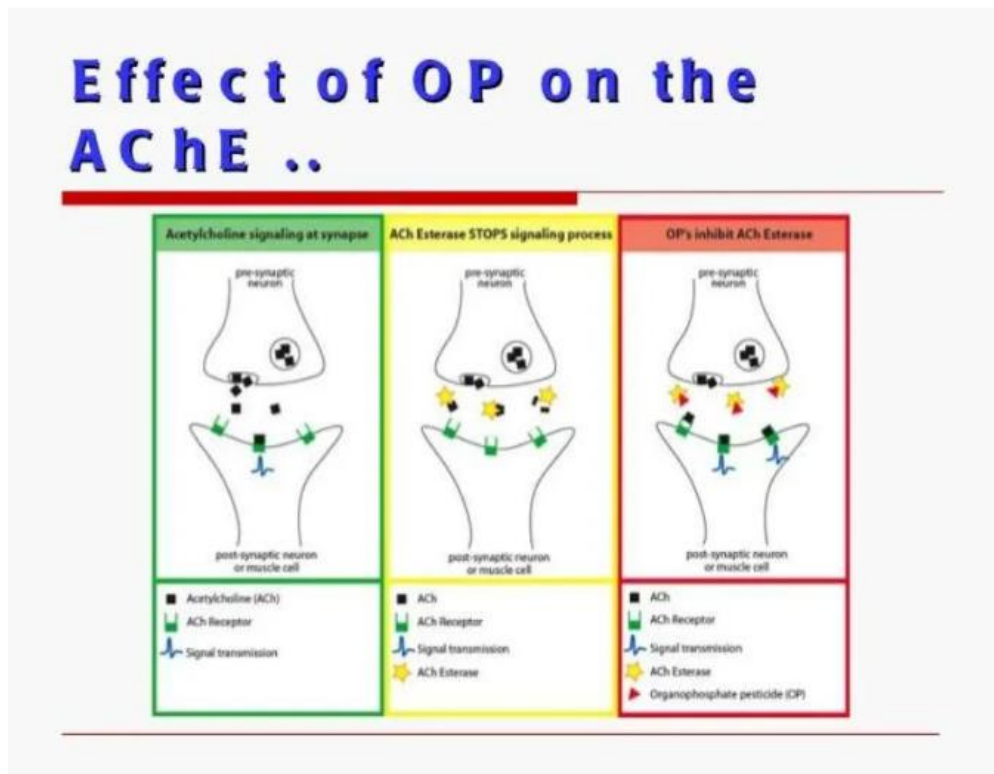 Effect of OP on the
AChE ..
Acetylcholine signaling at synapse
pre-synaptic
neuron
post-synaptic neuron
or muscle cell
Acetylcholine (ACh)
ACh Receptor
Signal transmission
ACh Esterase STOPS signaling process
pre-synaptic
neuron
post-synaptic neuron
or muscle cell
ACh
ACh Receptor
Signal transmission
ACh Esterase
OP's inhibit ACh Esterase
pre-synaptic
neuron
post-synaptic neuron
or muscle cell
ACh
ACh Receptor
Signal transmission
ACh Esterase
Organophosphate pesticide (OP)